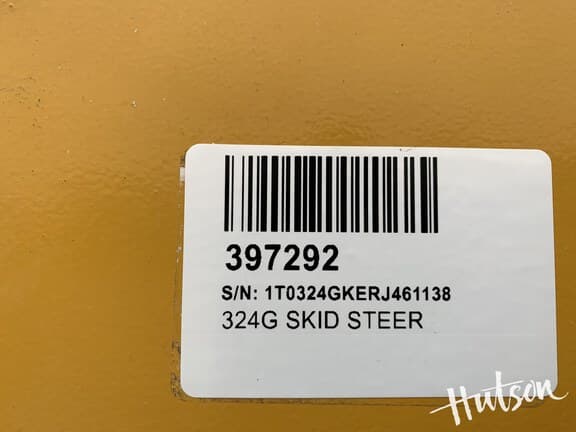 397292
S/N: 1T0324GKERJ461138
324G SKID STEER
Hutson